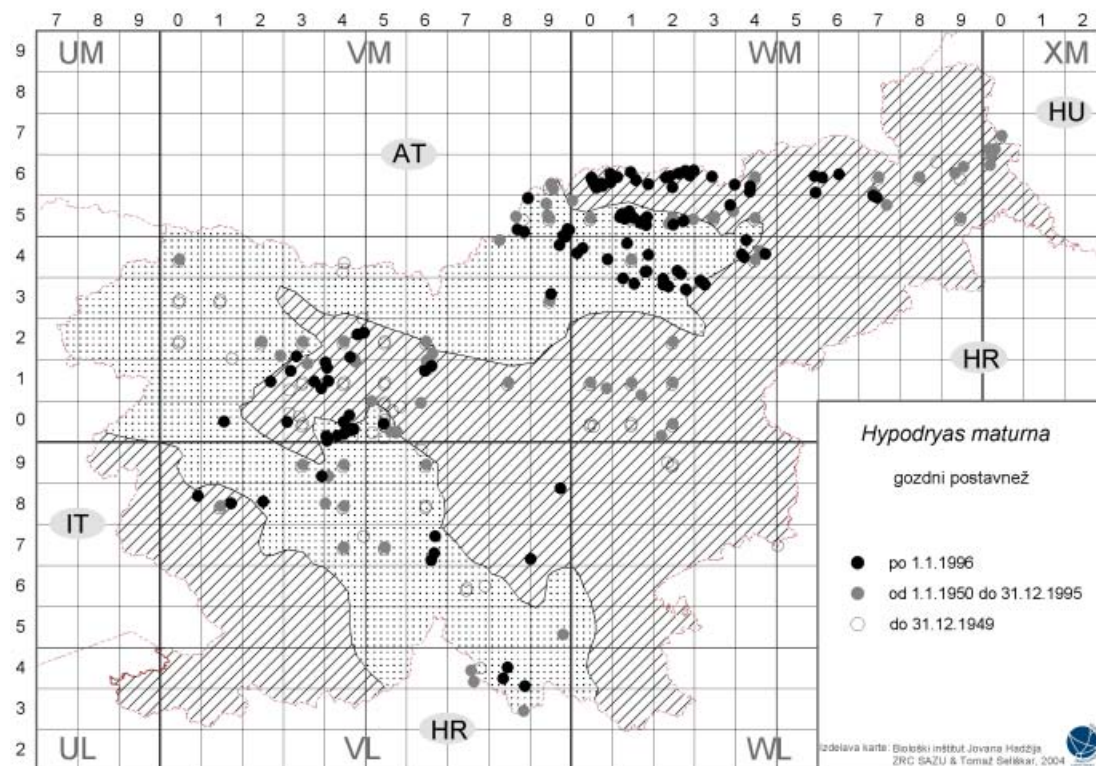 7 8 9 0 1 2 3 4 5 6 7 8 9 0 1 2 3 4 5 6 7 8 9 0 1 2
9 UM VM WM XM
8
7 HU
AT
6
5
4
3
2
HR
1
0
Hypodryas maturna
9
gozdni postavnež
8
IT
7
po 1.1.1996
6
od 1.1.1950 do 31.12.1995
5
do 31.12.1949
4
3
HR
2 UL VL WL
Izdelava karte: Biološki inštitut Jovana Hadžija
ZRC SAZU & Tomaž Seliškar, 2004